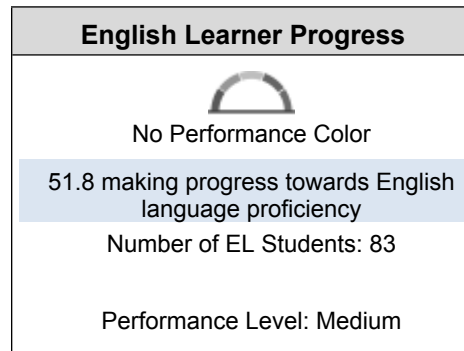 English Learner Progress
No Performance Color
51.8 making progress towards English
language proficiency
Number of EL Students: 83
Performance Level: Medium